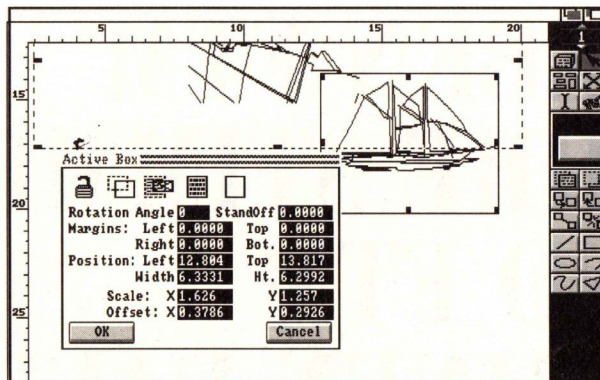 5 10 15 20
1
15
Active Box
20
Rotation Angle 0 StandOff 0.0000
Margins: Left 0.0000 Top 0.0000
Right 0.0000 Bot. 0.0000
Position: Left 12.804 Top 13.817
Width 6.3331 Ht. 6.2992
Scale: X 1.626 Y 1.257
Offset: X 0.3786 Y 0.2926
25
OK Cancel